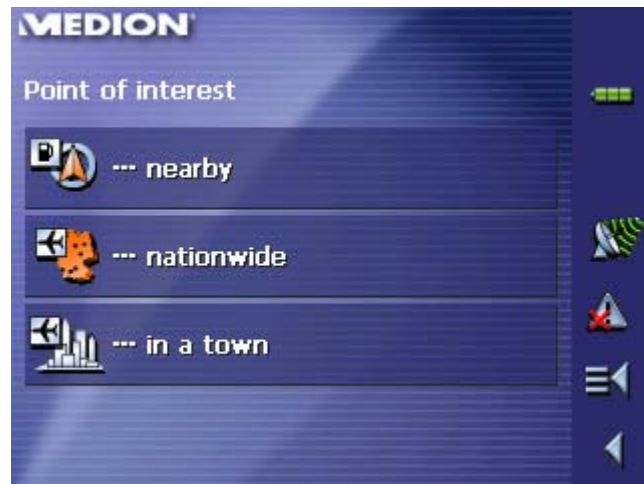 MEDION
Point of interest
··· nearby
··· nationwide
··· in a town